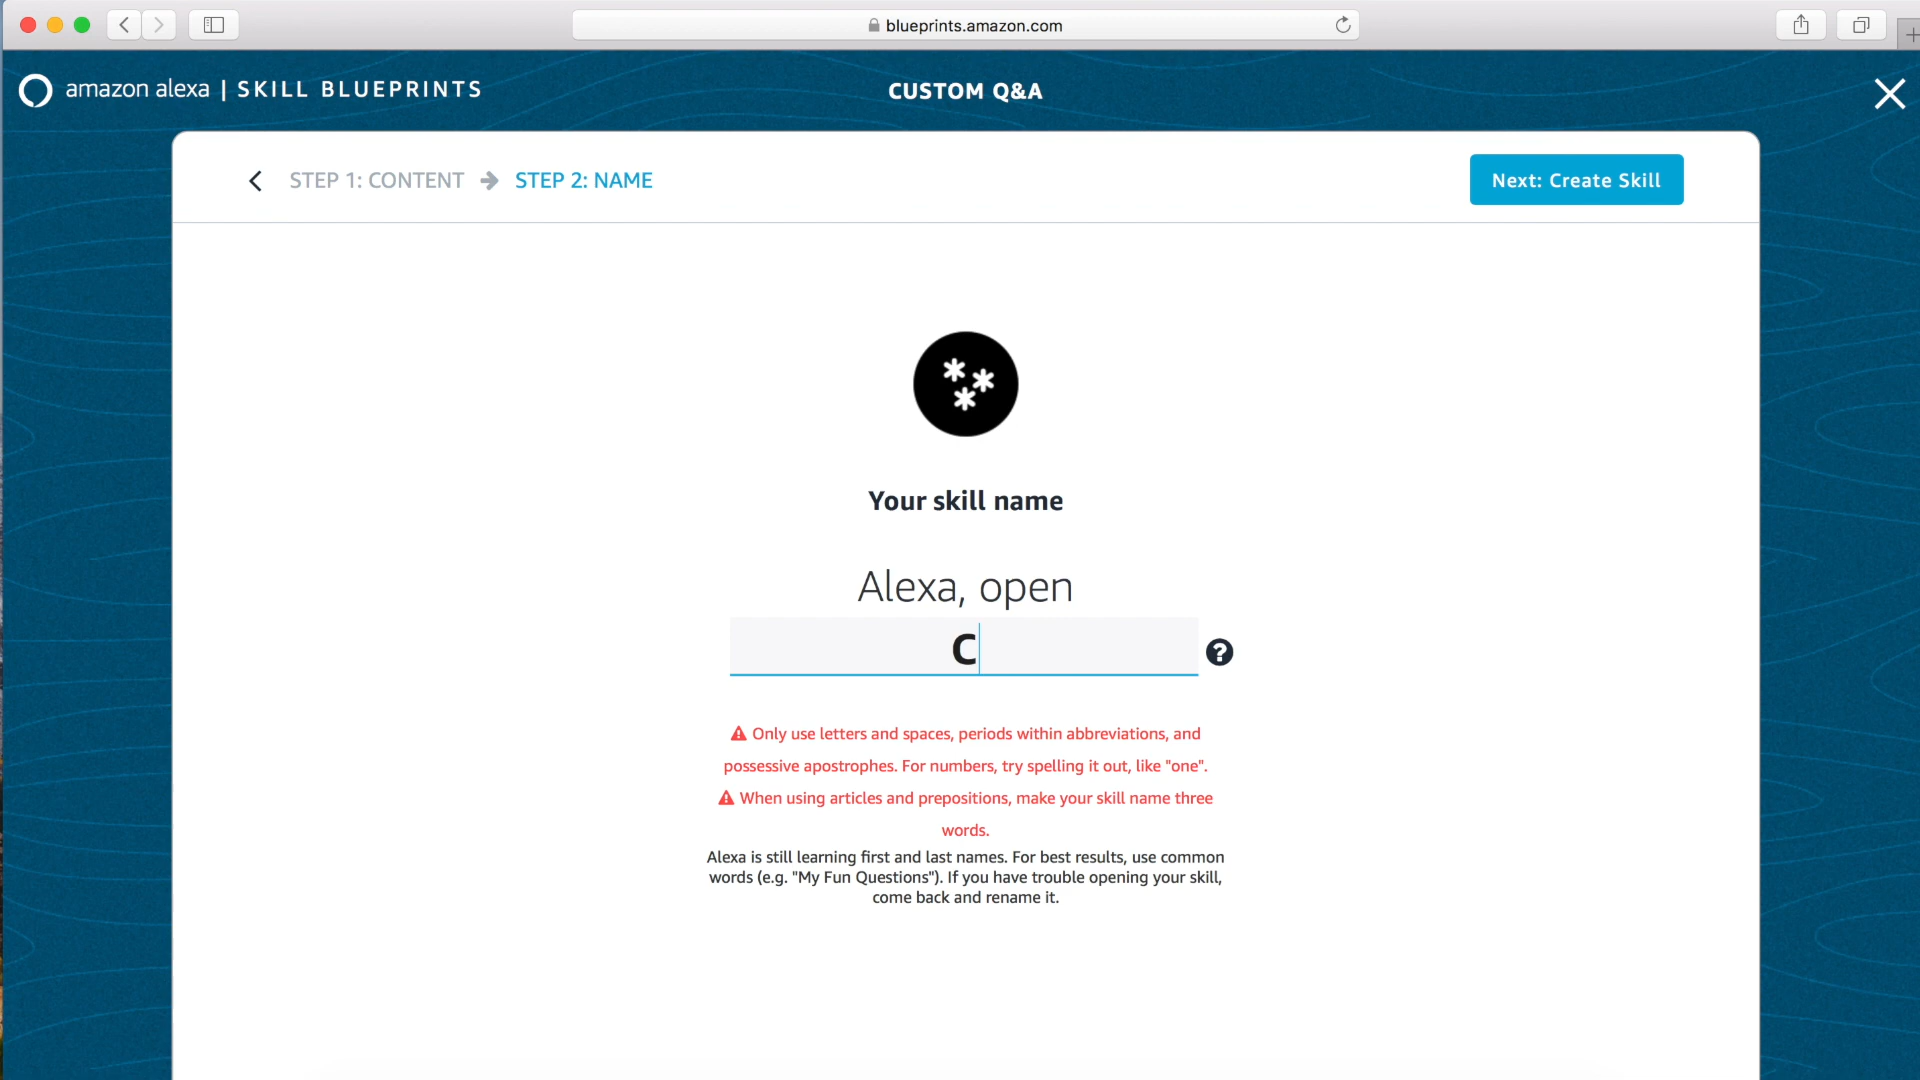 blueprints.amazon.com
amazon alexa | SKILL BLUEPRINTS
CUSTOM Q&A
STEP 1: CONTENT → STEP 2: NAME
Next: Create Skill
Your skill name
Alexa, open
C
Only use letters and spaces, periods within abbreviations, and
possessive apostrophes. For numbers, try spelling it out, like "one".
When using articles and prepositions, make your skill name three
words.
Alexa is still learning first and last names. For best results, use common
words (e.g. "My Fun Questions"). If you have trouble opening your skill,
come back and rename it.